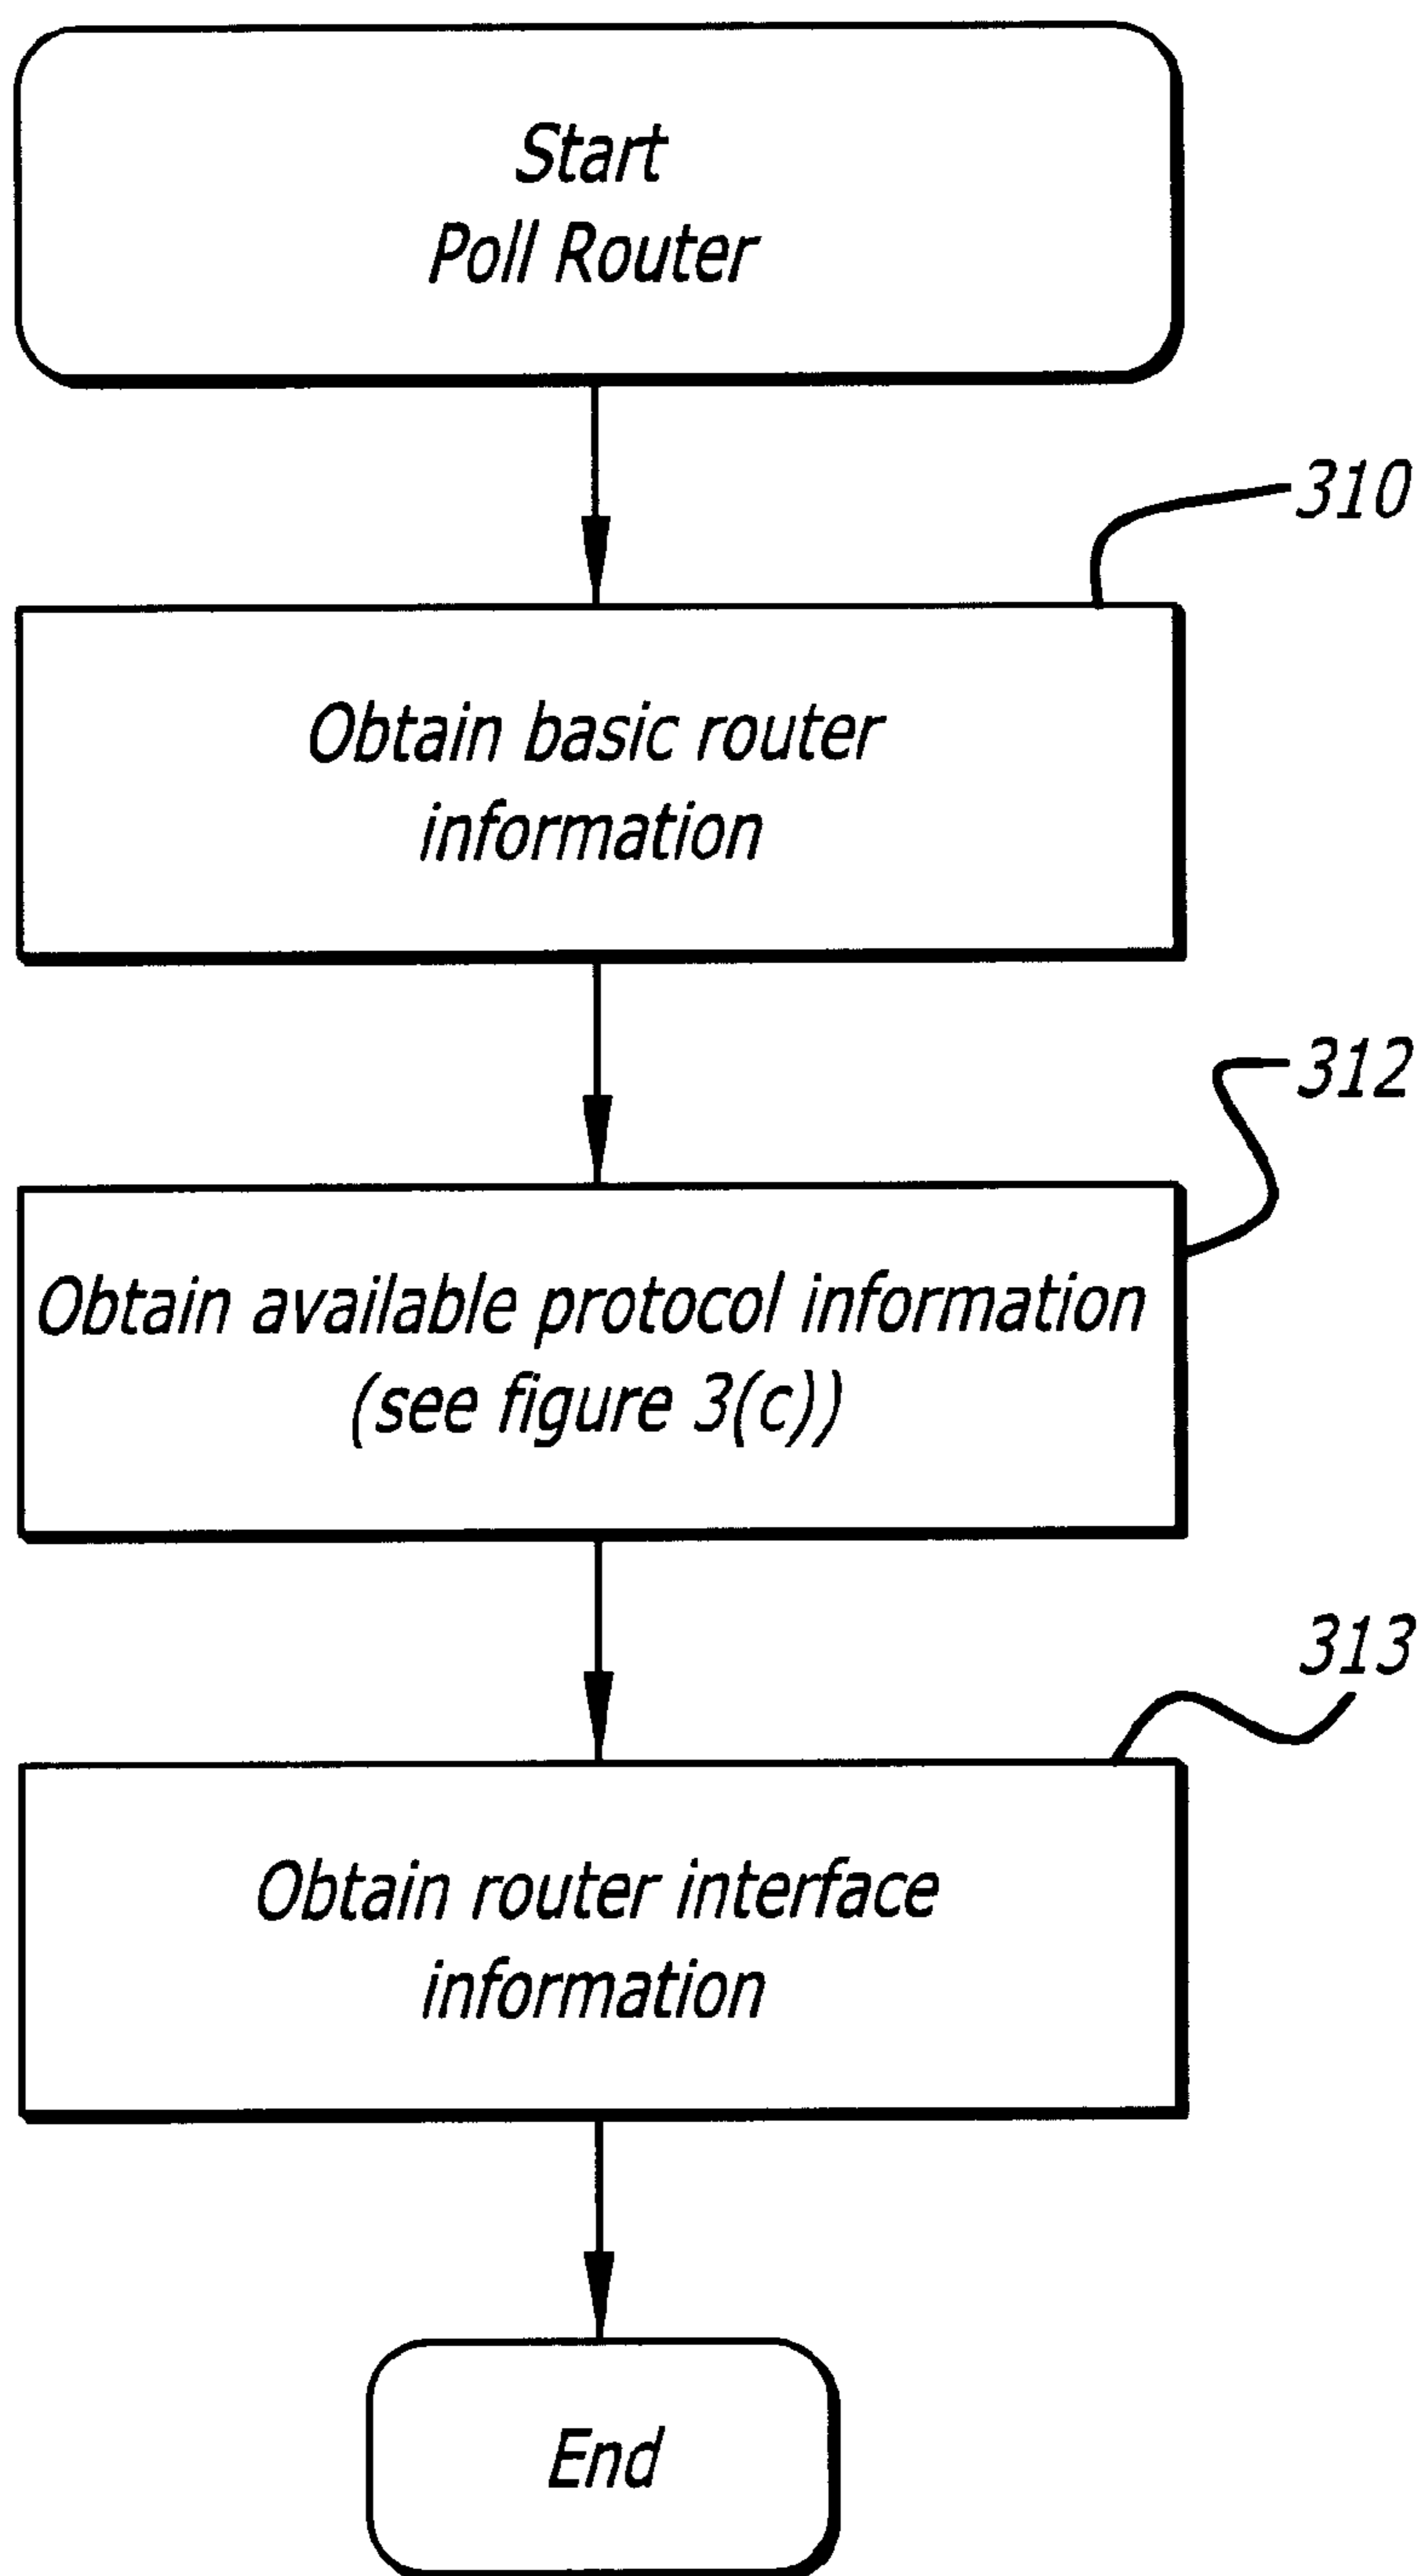 Start
Poll Router
310
Obtain basic router
information
312
Obtain available protocol information
(see figure 3(c))
313
Obtain router interface
information
End